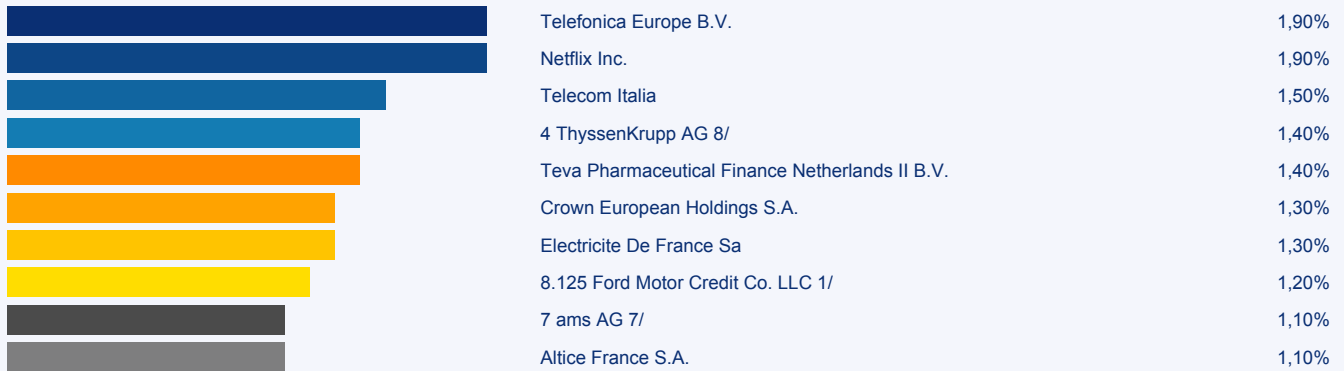 Telefonica Europe B.V. 1,90%
Netflix Inc. 1,90%
Telecom Italia 1,50%
4 ThyssenKrupp AG 8/ 1,40%
Teva Pharmaceutical Finance Netherlands II B.V. 1,40%
Crown European Holdings S.A. 1,30%
Electricite De France Sa 1,30%
8.125 Ford Motor Credit Co. LLC 1/ 1,20%
7 ams AG 7/ 1,10%
Altice France S.A. 1,10%